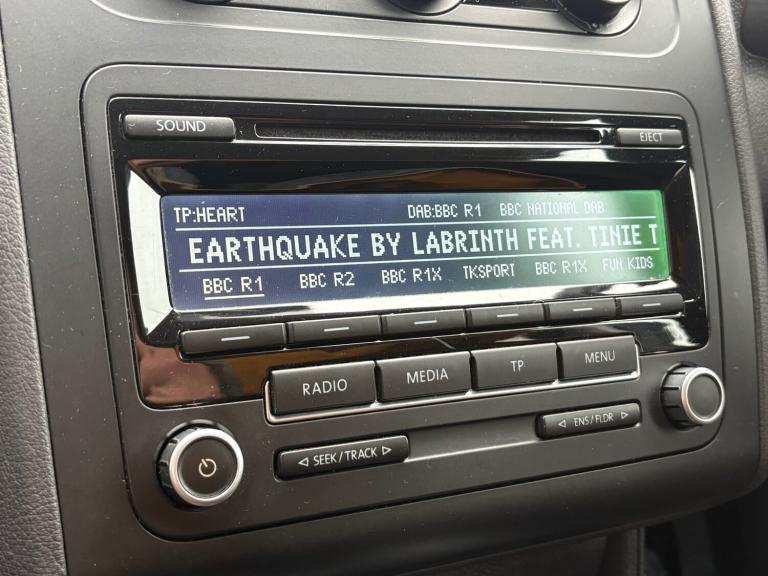 SOUND
EJECT
TP:HEART DAB:BBC R1 BBC NATIONAL DAB
EARTHQUAKE BY LABRINTH FEAT. TINIE T
BBC R1 BBC R2 BBC R1X TKSPORT BBC R1X FUN KIDS
RADIO MEDIA TP MENU
SEEK/TRACK ENS/FLDR